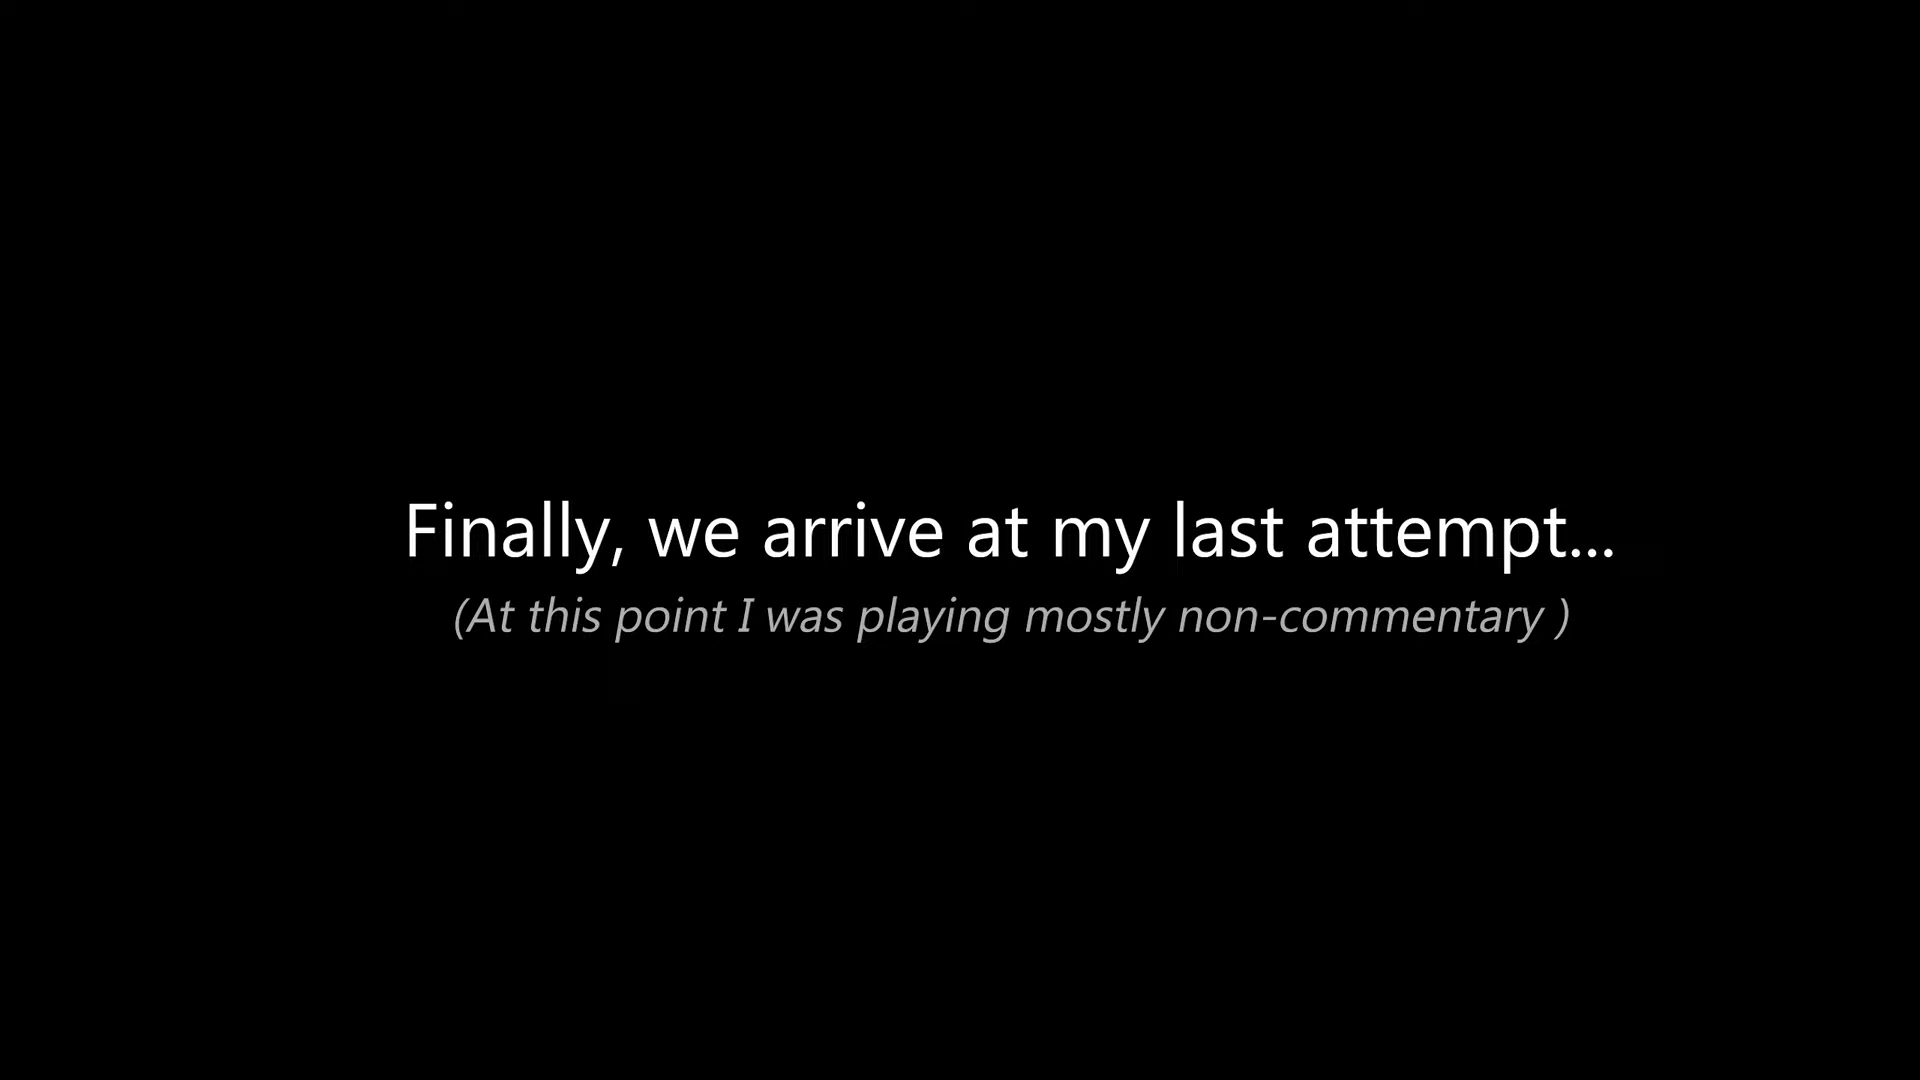 Finally, we arrive at my last attempt...
(At this point I was playing mostly non-commentary )